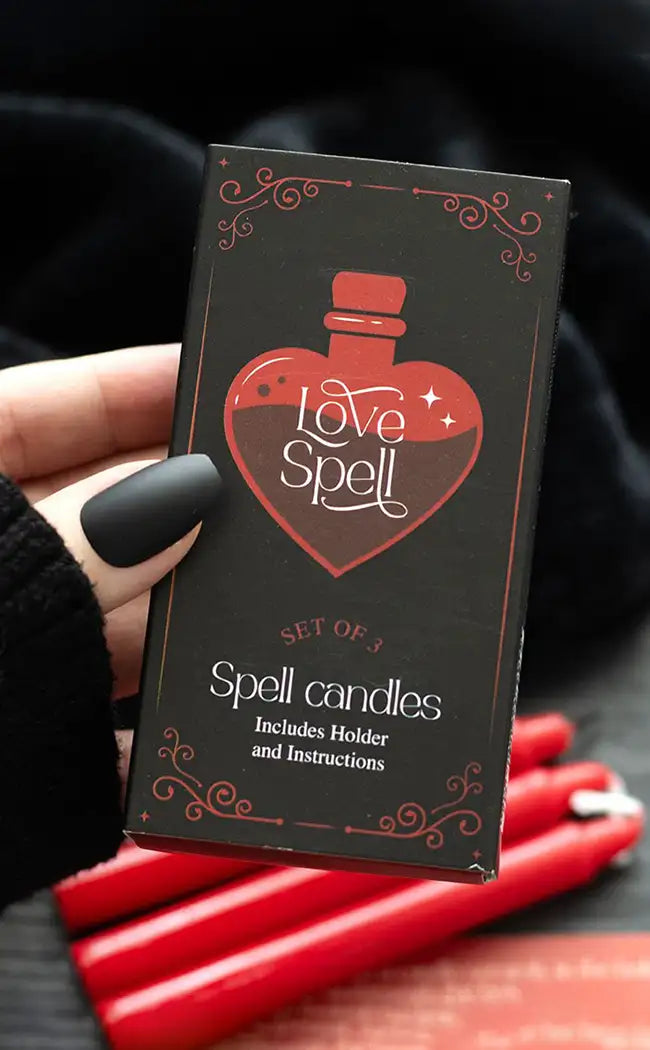 Love
Spell
SET OF 3
Spell candles
Includes Holder
and Instructions